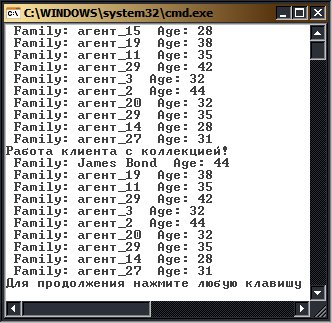 C:\WINDOWS\system32\cmd.exe
Family: агент_15 Age: 28
Family: агент_19 Age: 38
Family: агент_11 Age: 35
Family: агент_29 Age: 42
Family: агент_3 Age: 32
Family: агент_2 Age: 44
Family: агент_20 Age: 32
Family: агент_29 Age: 35
Family: агент_14 Age: 28
Family: агент_27 Age: 31
Работа клиента с коллекцией!
Family: James Bond Age: 44
Family: агент_19 Age: 38
Family: агент_11 Age: 35
Family: агент_29 Age: 42
Family: агент_3 Age: 32
Family: агент_2 Age: 44
Family: агент_20 Age: 32
Family: агент_29 Age: 35
Family: агент_14 Age: 28
Family: агент_27 Age: 31
Для продолжения нажмите любую клавишу